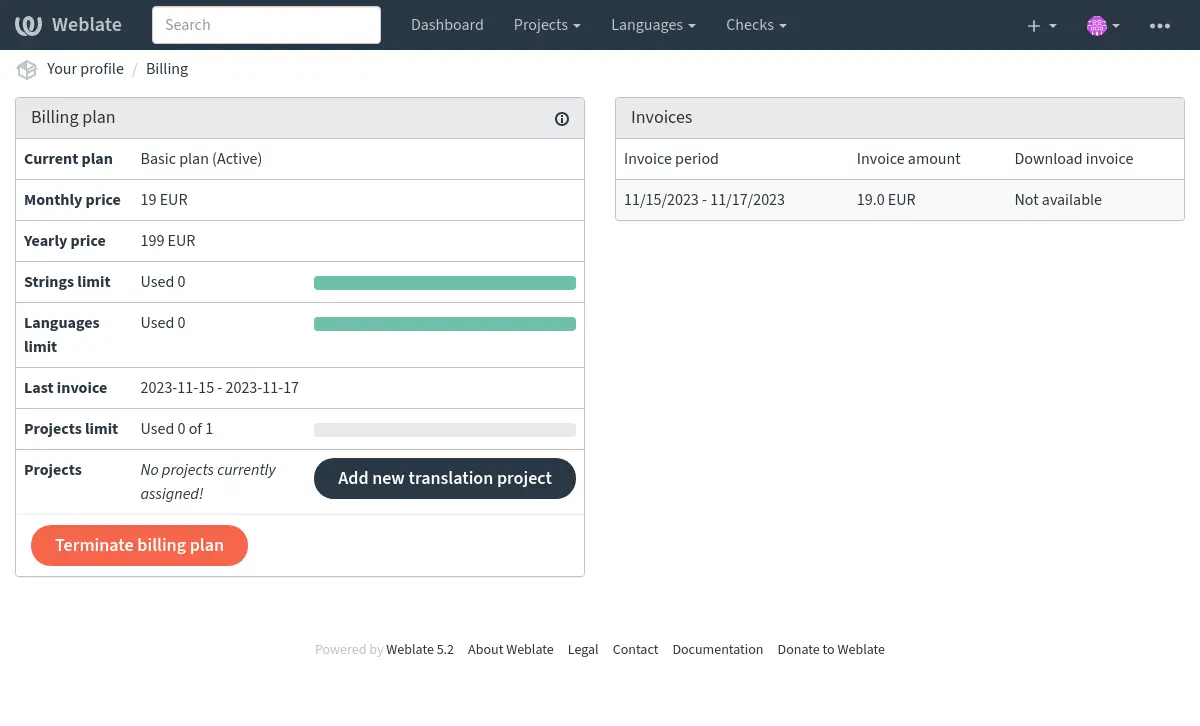 Weblate
Search
Dashboard
Projects
Languages
Checks
Your profile / Billing
Billing plan
Current plan Basic plan (Active)
Monthly price 19 EUR
Yearly price 199 EUR
Strings limit Used 0
Languages limit Used 0
Last invoice 2023-11-15 - 2023-11-17
Projects limit Used 0 of 1
Projects No projects currently assigned! Add new translation project
Terminate billing plan
Invoices
Invoice period Invoice amount Download invoice
11/15/2023 - 11/17/2023 19.0 EUR Not available
Powered by Weblate 5.2 About Weblate Legal Contact Documentation Donate to Weblate